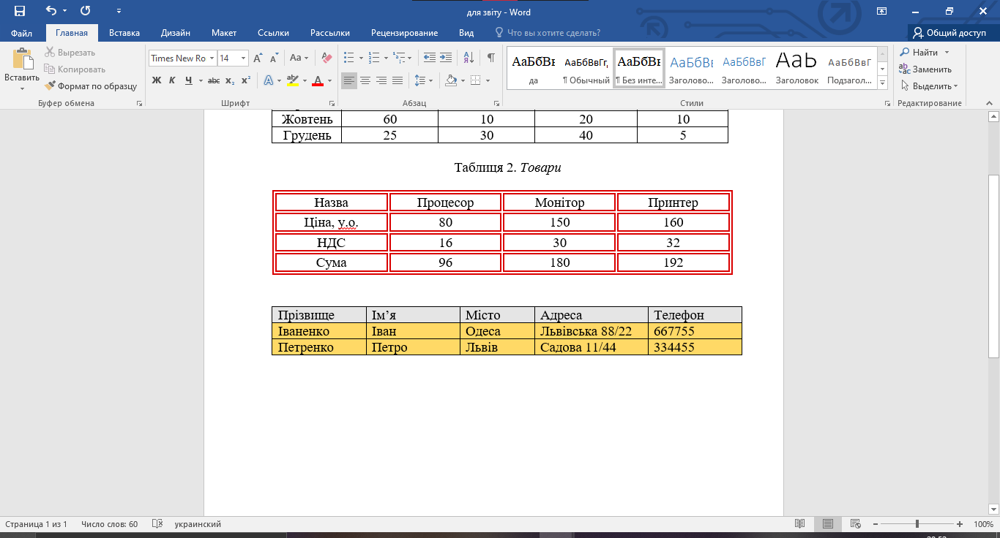 для звіту - Word
Файл Главная Вставка Дизайн Макет Ссылки Рассылки Рецензирование Вид Что вы хотите сделать? Общий доступ
Вставить
Вырезать
Копировать
Формат по образцу
Буфер обмена
Times New Ro 14
Aa
Ж К Ч abc x₂ x²
Шрифт
Абзац
АаБбВı АаБбВвГг, АаБбВı АаБбВı АаБбВвГ АаЬ АаБбВвГ
да ¶ Обычный ¶ Без инте... Заголово... Заголово... Заголовок Подзагол...
Стили
Найти
Заменить
Выделить
Редактирование
Жовтень 60 10 20 10
Грудень 25 30 40 5
Таблиця 2. Товари
Назва Процесор Монітор Принтер
Ціна, у.о. 80 150 160
НДС 16 30 32
Сума 96 180 192
Прізвище Ім’я Місто Адреса Телефон
Іваненко Іван Одеса Львівська 88/22 667755
Петренко Петро Львів Садова 11/44 334455
Страница 1 из 1 Число слов: 60 украинский 100%